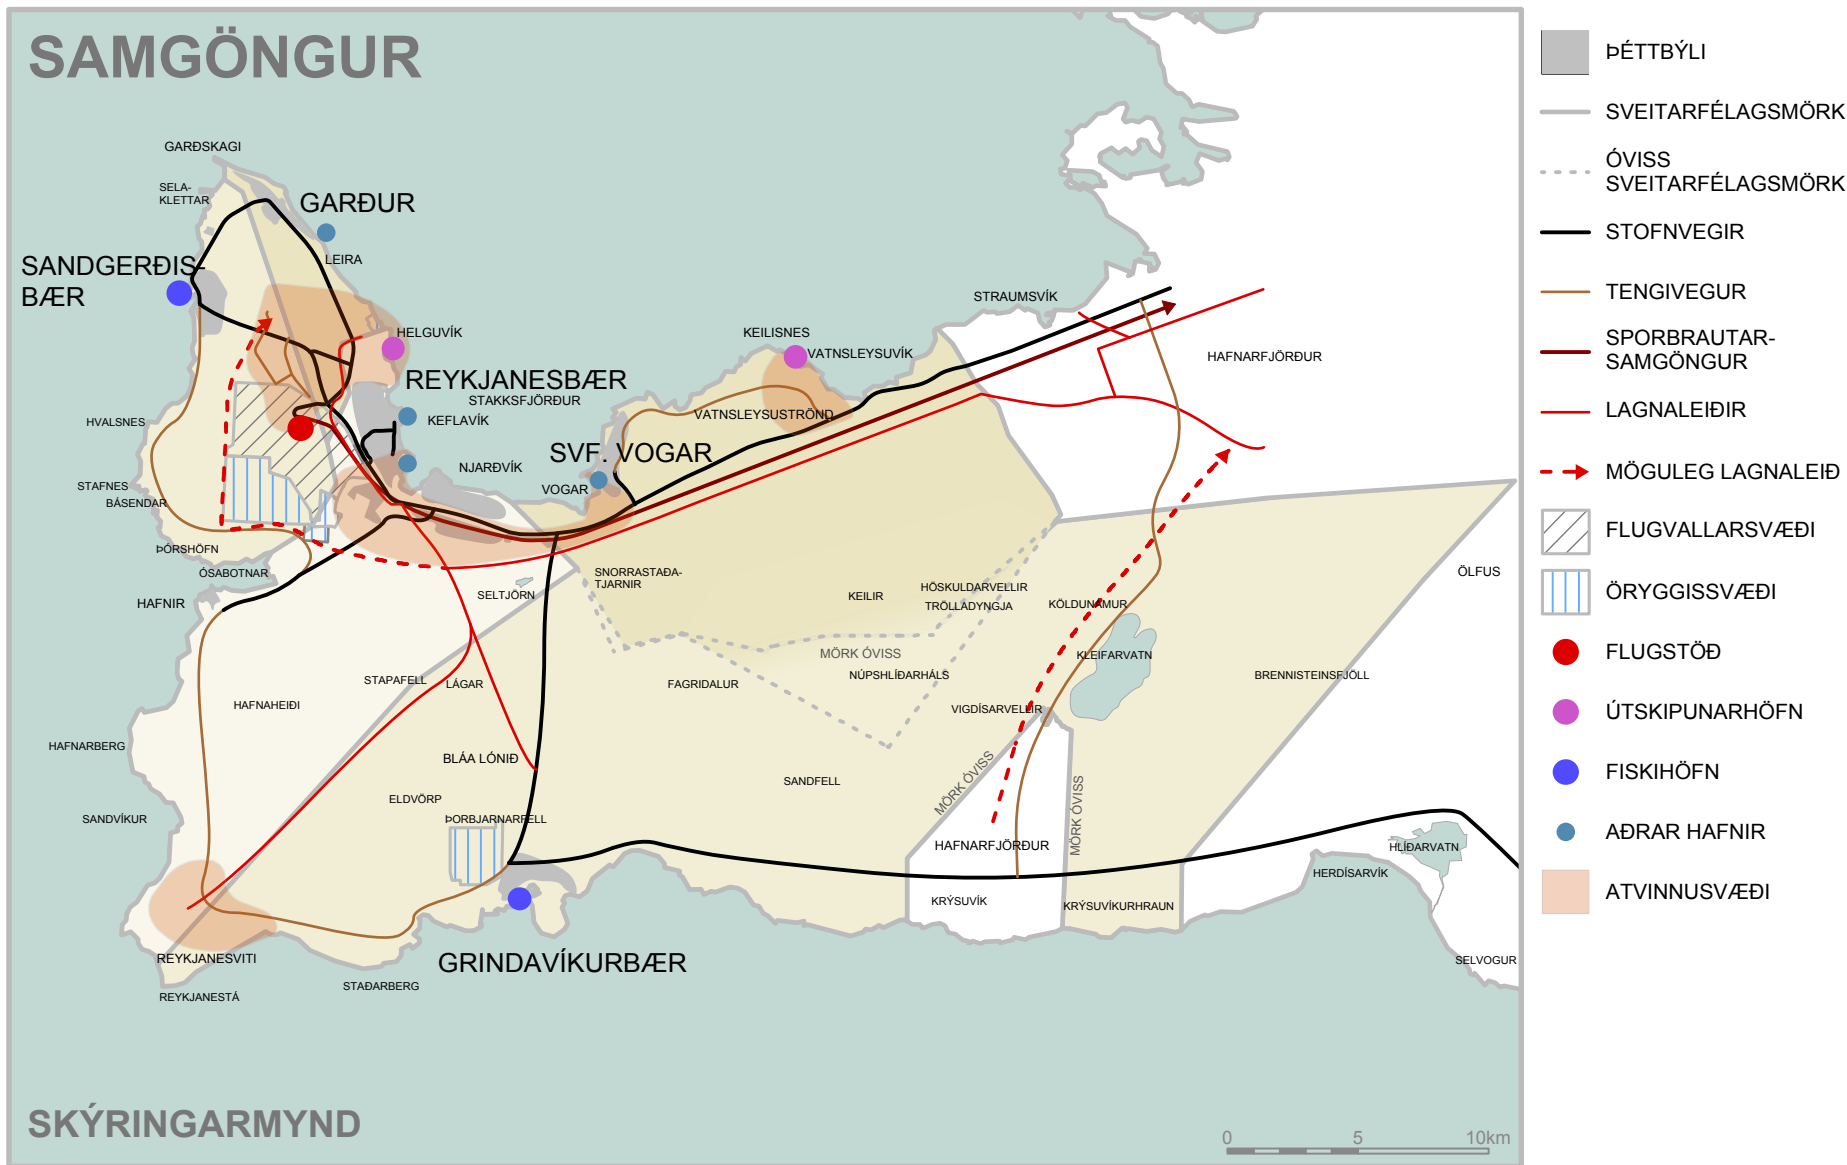 SAMGÖNGUR
GARÐSKAGI
SELA-
KLETTAR
GARÐUR
LEIRA
SANDGERÐIS-
BÆR
HELGUVÍK
REYKJANESBÆR
STAKKSFJÖRÐUR
KEFLAVÍK
NJARÐVÍK
HVALSNES
STAFNES
BÁSENDAR
ÞÓRSHÖFN
ÓSABOTNAR
HAFNIR
STRAUMSVÍK
KEILISNES
VATNSLEYSUVÍK
HAFNARFJÖRÐUR
VATNSLEYSUSTRÖND
SVF. VOGAR
VOGAR
SNORRASTAÐA-
TJARNIR
SELTJÖRN
KEILIR
HÖSKULDARVELLIR
TRÖLLADYNGJA
KÖLDUNÁMUR
ÖLFUS
MÖRK ÓVISS
NÚPSHLÍÐARHÁLS
KLEIFARVATN
BRENNISTEINSFJÖLL
STAPAFELL
LÁGAR
FAGRIDALUR
VIGDÍSARVELLIR
HAFNAHEIÐI
HAFNARBERG
BLÁA LÓNIÐ
SANDFELL
MÖRK ÓVISS
MÖRK ÓVISS
ELDVÖRP
SANDVÍKUR
ÞORBJARNARFELL
HAFNARFJÖRÐUR
HLÍÐARVATN
HERDÍSARVÍK
KRÝSUVÍK
KRÝSUVÍKURHRAUN
REYKJANESVITI
GRINDAVÍKURBÆR
SELVOGUR
STAÐARBERG
REYKJANESTÁ
SKÝRINGARMYND
0 5 10km
ÞÉTTBÝLI
SVEITARFÉLAGSMÖRK
ÓVISS
SVEITARFÉLAGSMÖRK
STOFNVEGIR
TENGIVEGUR
SPORBRAUTAR-
SAMGÖNGUR
LAGNALEIÐIR
MÖGULEG LAGNALEIÐ
FLUGVALLARSVÆÐI
ÖRYGGISSVÆÐI
FLUGSTÖÐ
ÚTSKIPUNARHÖFN
FISKIHÖFN
AÐRAR HAFNIR
ATVINNUSVÆÐI